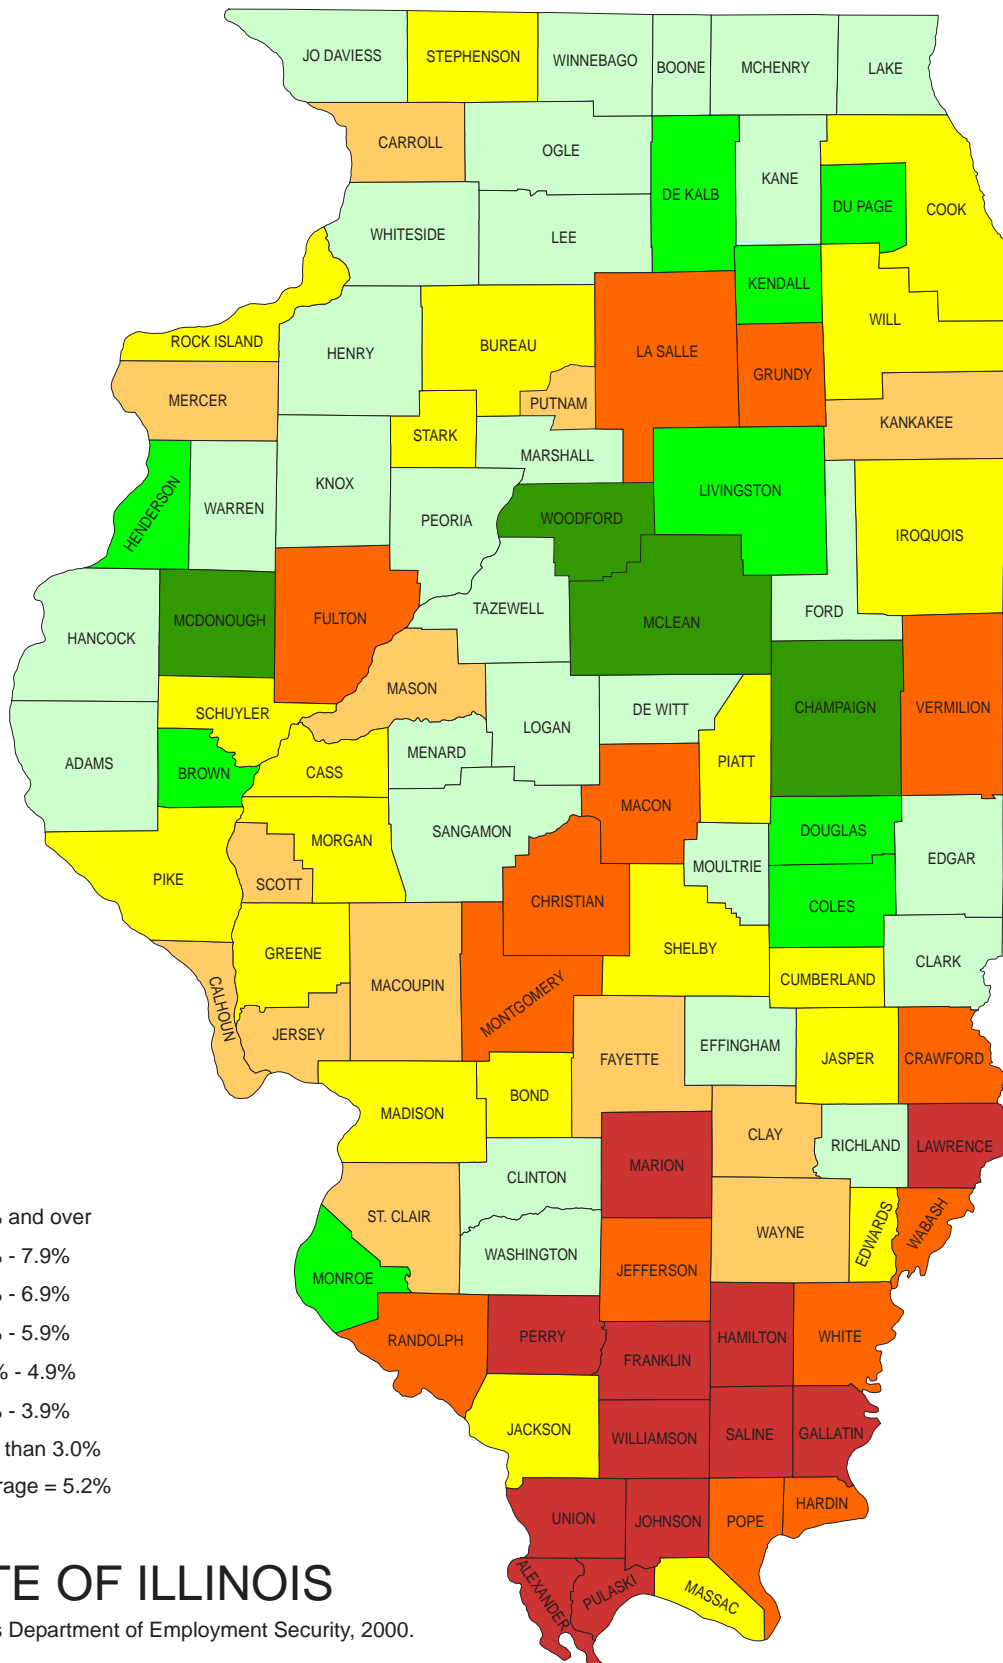 JO DAVIESS
STEPHENSON
WINNEBAGO
BOONE
MCHENRY
LAKE
CARROLL
OGLE
DE KALB
KANE
DU PAGE
COOK
WHITESIDE
LEE
KENDALL
WILL
ROCK ISLAND
HENRY
BUREAU
LA SALLE
GRUNDY
MERCER
PUTNAM
KANKAKEE
STARK
MARSHALL
HENDERSON
WARREN
KNOX
PEORIA
WOODFORD
LIVINGSTON
IROQUOIS
HANCOCK
MCDONOUGH
FULTON
TAZEWELL
MCLEAN
FORD
MASON
SCHUYLER
LOGAN
DE WITT
CHAMPAIGN
VERMILION
ADAMS
BROWN
CASS
MENARD
PIATT
MACON
MORGAN
SANGAMON
DOUGLAS
EDGAR
PIKE
SCOTT
CHRISTIAN
MOULTRIE
COLES
GREENE
MACOUPIN
MONTGOMERY
SHELBY
CUMBERLAND
CLARK
CALHOUN
JERSEY
FAYETTE
EFFINGHAM
JASPER
CRAWFORD
MADISON
BOND
CLAY
RICHLAND
LAWRENCE
MARION
CLINTON
ST. CLAIR
WAYNE
EDWARDS
WABASH
MONROE
WASHINGTON
JEFFERSON
RANDOLPH
PERRY
FRANKLIN
HAMILTON
WHITE
JACKSON
WILLIAMSON
SALINE
GALLATIN
UNION
JOHNSON
POPE
HARDIN
ALEXANDER
PULASKI
MASSAC
% and over
% - 7.9%
% - 6.9%
% - 5.9%
% - 4.9%
% - 3.9%
than 3.0%
rage = 5.2%
TE OF ILLINOIS
s Department of Employment Security, 2000.